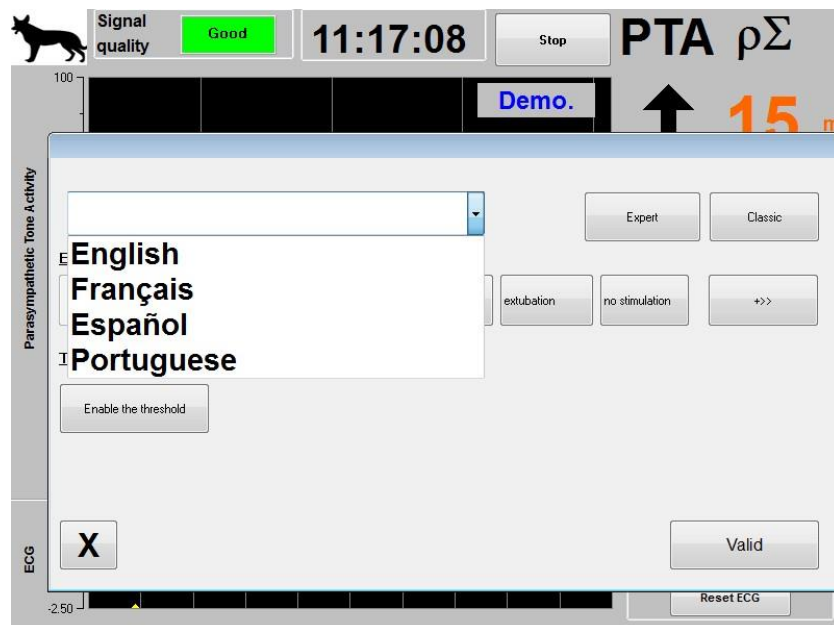 Signal
quality
Good
11:17:08
Stop
PTA ρΣ
100
Demo.
15
Parasympathetic Tone Activity
Expert
Classic
English
Français
Español
Portuguese
extubation
no stimulation
+>>
Enable the threshold
X
Valid
ECG
-2.50
Reset ECG